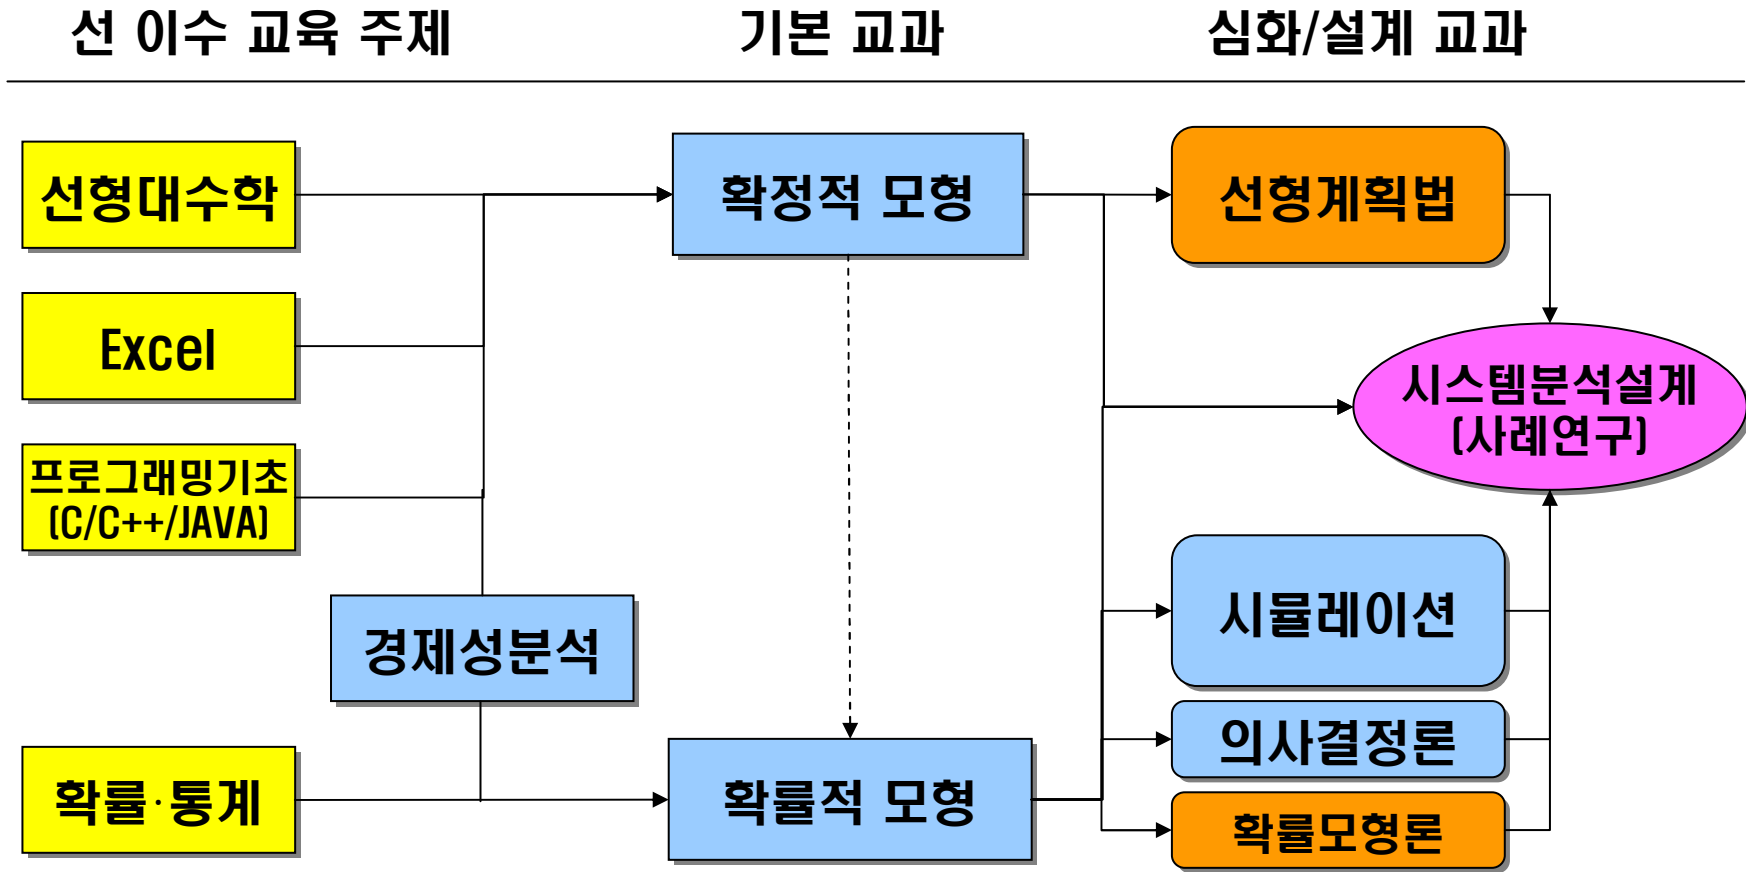 선 이수 교육 주제
기본 교과
심화/설계 교과
선형대수학
확정적 모형
선형계획법
Excel
시스템분석설계
(사례연구)
프로그래밍기초
(C/C++/JAVA)
경제성분석
시뮬레이션
의사결정론
확률·통계
확률적 모형
확률모형론